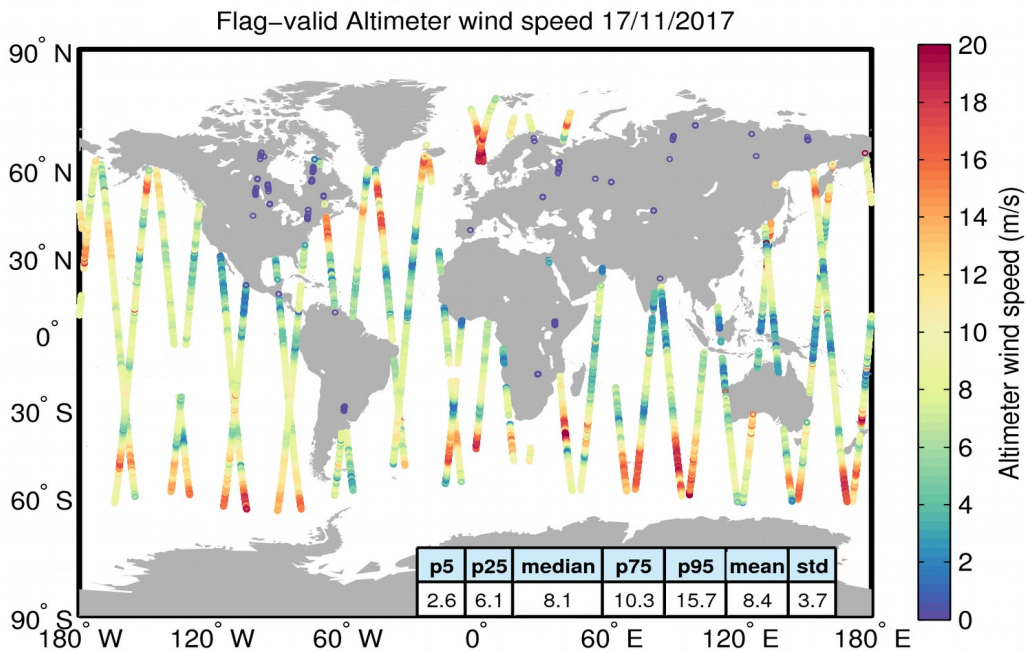 Flag−valid Altimeter wind speed 17/11/2017
90° N
60° N
30° N
0°
30° S
60° S
90° S
180° W
120° W
60° W
0°
60° E
120° E
180° E
p5 p25 median p75 p95 mean std
2.6 6.1 8.1 10.3 15.7 8.4 3.7
20
18
16
14
12
10
8
6
4
2
0
Altimeter wind speed (m/s)